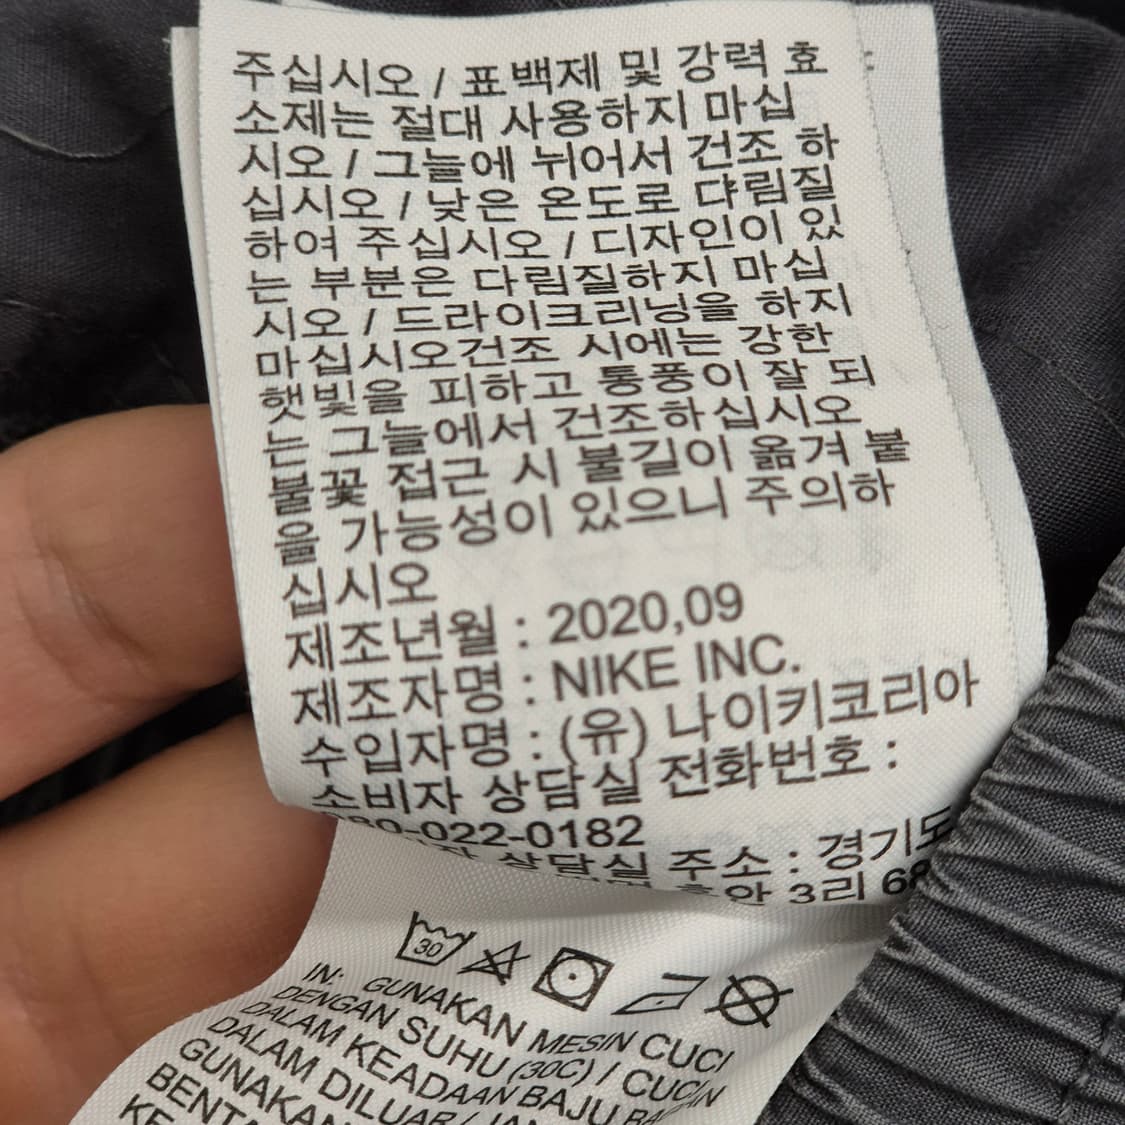 주십시오 / 표백제 및 강력 효
소제는 절대 사용하지 마십
시오 / 그늘에 뉘어서 건조 하
십시오 / 낮은 온도로 댜림질
하여 주십시오 / 디자인이 있
는 부분은 다림질하지 마십
시오 / 드라이크리닝을 하지
마십시오건조 시에는 강한
햇빛을 피하고 통풍이 잘 되
는 그늘에서 건조하십시오
불꽃 접근 시 불길이 옮겨 붙
을 가능성이 있으니 주의하
십시오
제조년월 : 2020,09
제조자명 : NIKE INC.
수입자명 : (유) 나이키코리아
소비자 상담실 전화번호 :
080-022-0182
상담실 주소 : 경기도
3리 68
30
IN: GUNAKAN MESIN CUCI
DENGAN SUHU (30C) / CUCIAN
DALAM KEADAAN BAJU
DALAM DILUAR /
GUNAKAN